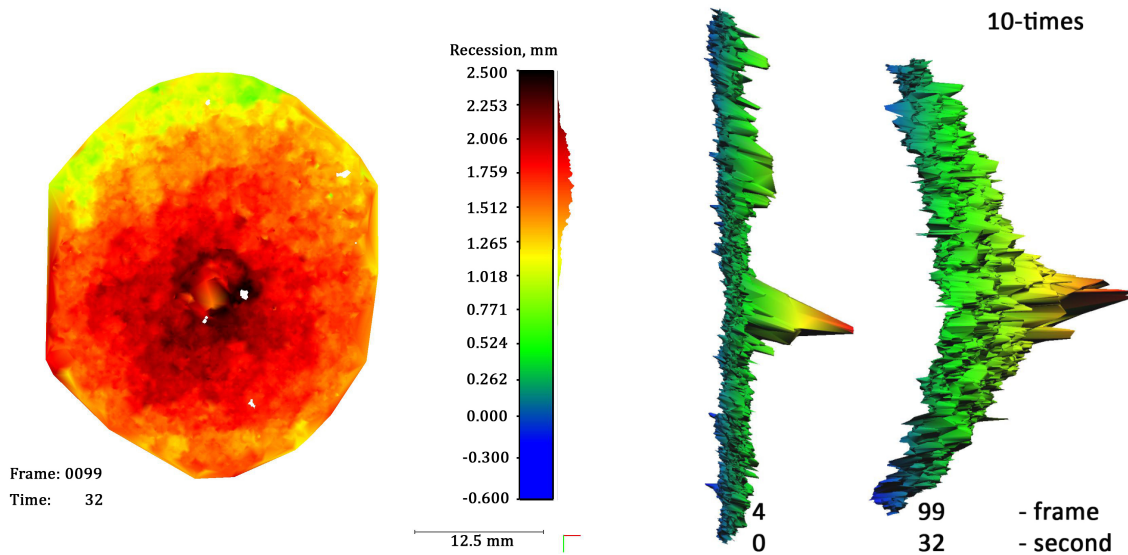 Recession, mm
2.500
2.253
2.006
1.759
1.512
1.265
1.018
0.771
0.524
0.262
0.000
-0.300
-0.600
Frame: 0099
Time: 32
12.5 mm
10-times
4 99 - frame
0 32 - second